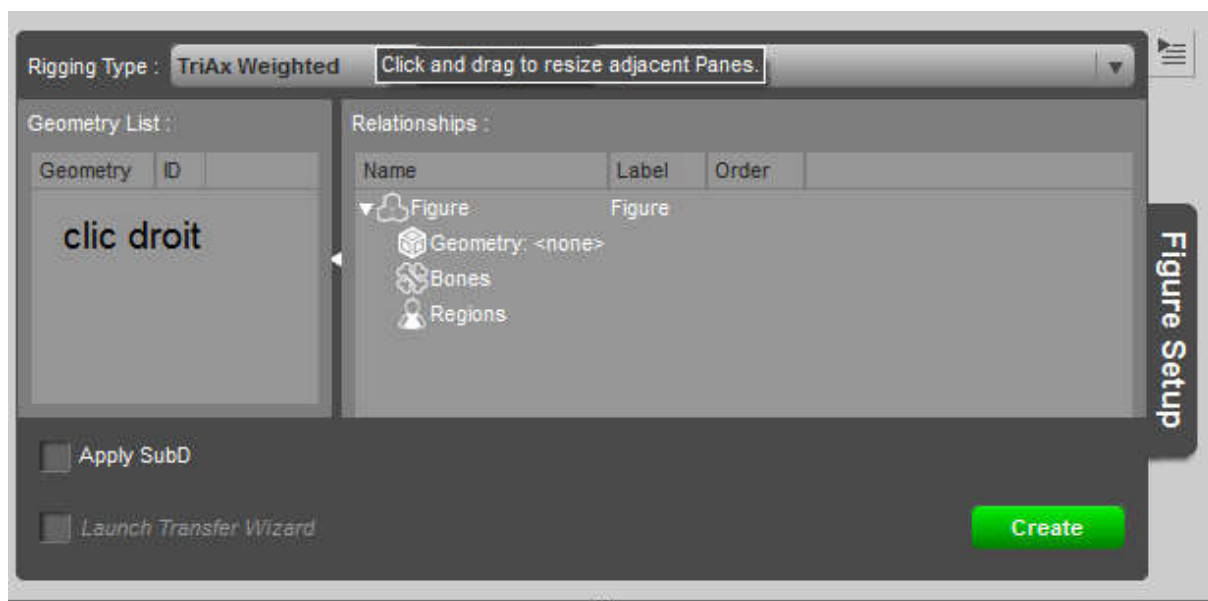 Rigging Type : TriAx Weighted
Click and drag to resize adjacent Panes.
Geometry List :
Relationships :
Geometry ID
Name Label Order
clic droit
Figure Figure
Geometry: <none>
Bones
Regions
Figure Setup
Apply SubD
Launch Transfer Wizard
Create